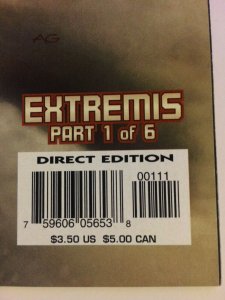 AG
EXTREMIS
PART 1 of 6
DIRECT EDITION
00111
7 59606 05653 8
$3.50 US $5.00 CAN